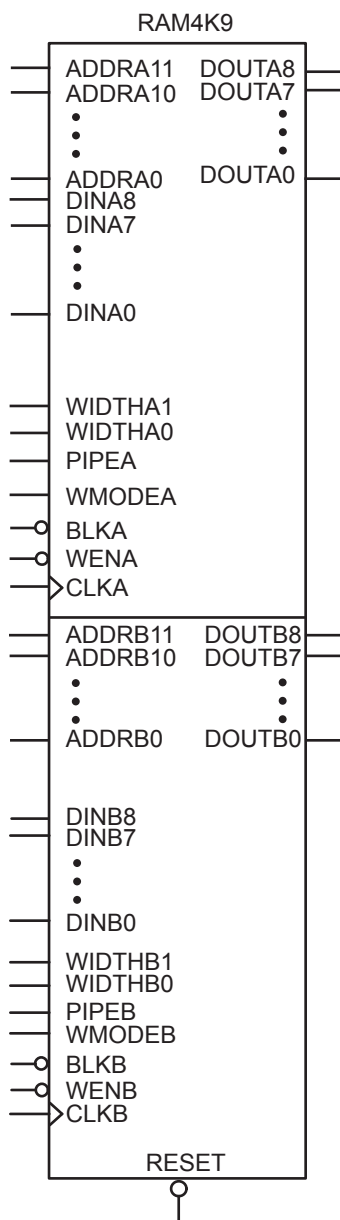 RAM4K9
ADDRA11 DOUTA8
ADDRA10 DOUTA7
ADDRA0 DOUTA0
DINA8
DINA7
DINA0
WIDTHA1
WIDTHA0
PIPEA
WMODEA
BLKA
WENA
CLKA
ADDRB11 DOUTB8
ADDRB10 DOUTB7
ADDRB0 DOUTB0
DINB8
DINB7
DINB0
WIDTHB1
WIDTHB0
PIPEB
WMODEB
BLKB
WENB
CLKB
RESET